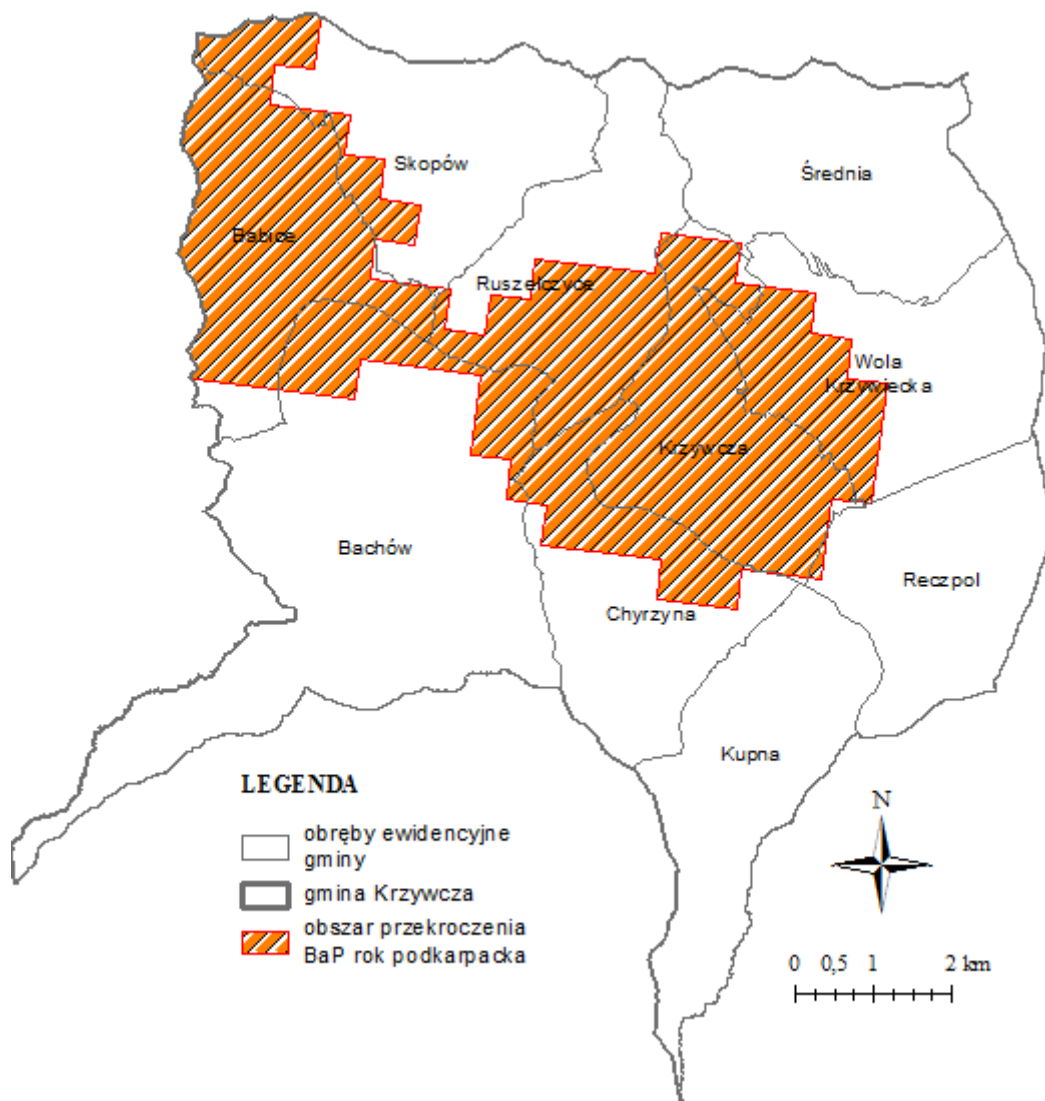 Skopów
Średnia
Babice
Ruszelczyce
Wola
Krzywiecka
Krzywcza
Bachów
Reczpol
Chyrzyna
Kupna
LEGENDA
obręby ewidencyjne
gminy
gmina Krzywcza
obszar przekroczenia
BaP rok podkarpacka
N
0 0,5 1 2 km